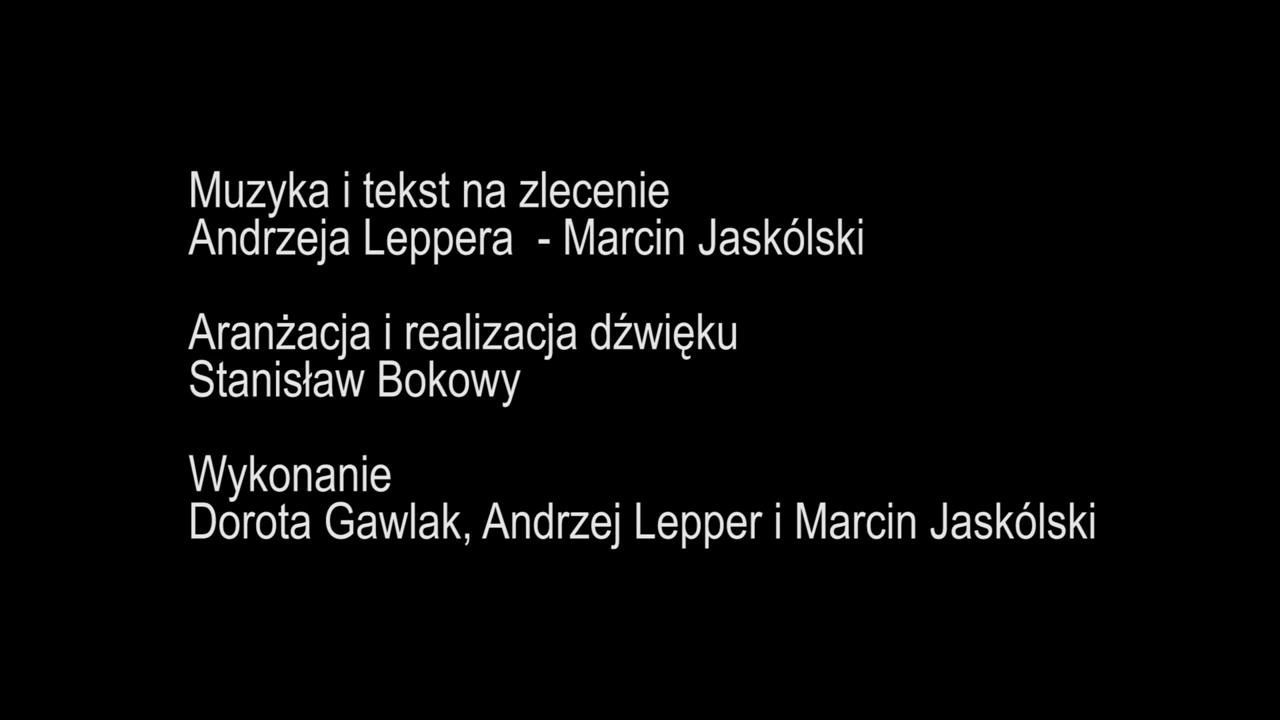 Muzyka i tekst na zlecenie
Andrzeja Leppera  - Marcin Jaskólski
Aranżacja i realizacja dźwięku
Stanisław Bokowy
Wykonanie
Dorota Gawlak, Andrzej Lepper i Marcin Jaskólski